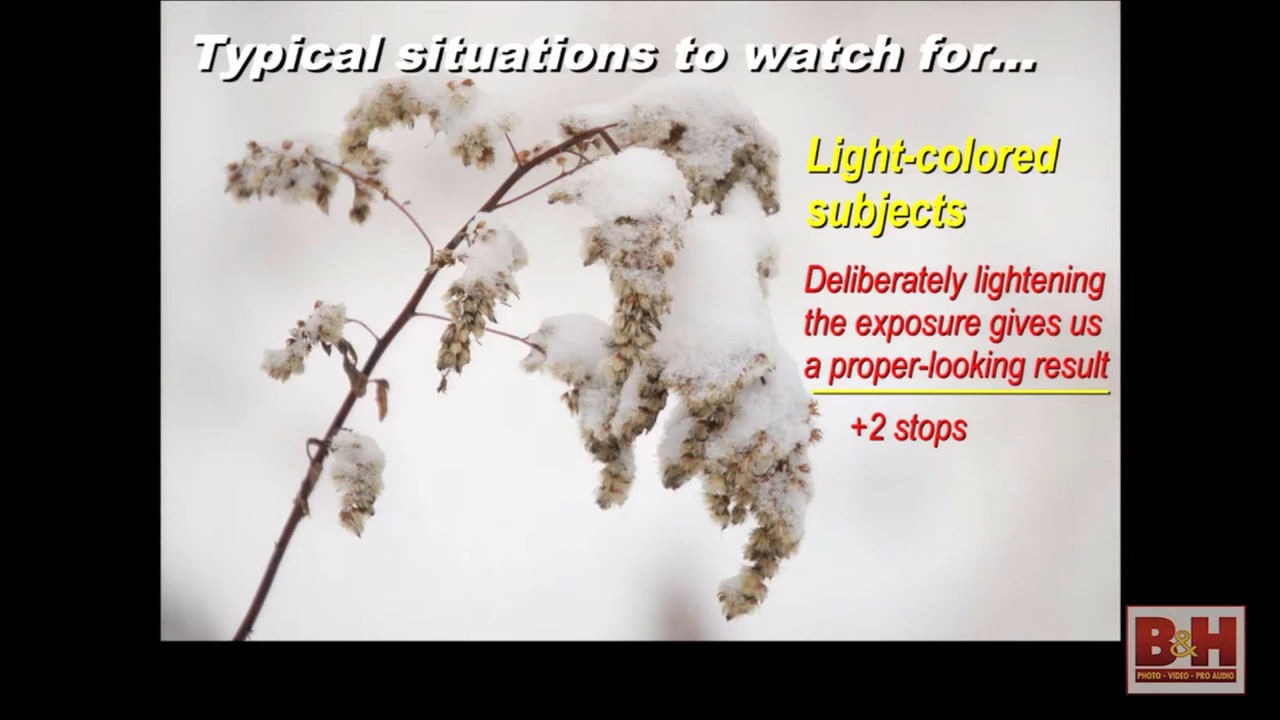 Typical situations to watch for...
Light-colored
subjects
Deliberately lightening
the exposure gives us
a proper-looking result
+2 stops
B&H
PHOTO - VIDEO - PRO AUDIO